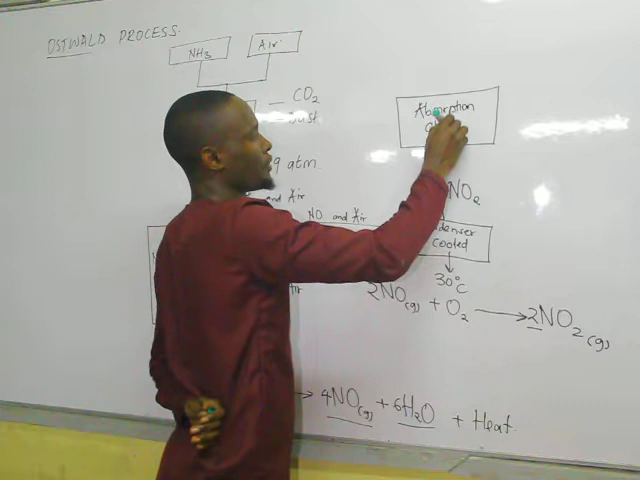 OSTWALD PROCESS.
NH3
Air
CO2
Dust
9 atm
and Air
NO and Air
Absorption
NO2
cooled
30°C
2NO(g) + O2 → 2NO2(g)
→ 4NO(g) + 6H2O + Heat